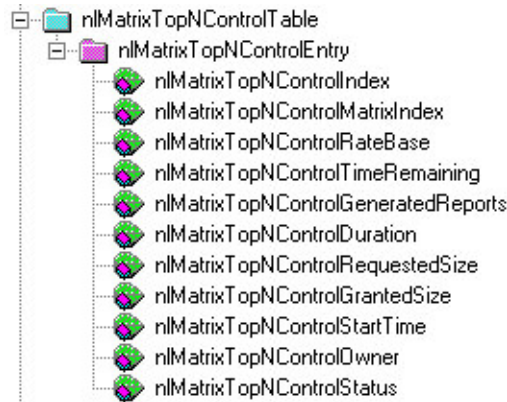 nlMatrixTopNControlTable
nlMatrixTopNControlEntry
nlMatrixTopNControlIndex
nlMatrixTopNControlMatrixIndex
nlMatrixTopNControlRateBase
nlMatrixTopNControlTimeRemaining
nlMatrixTopNControlGeneratedReports
nlMatrixTopNControlDuration
nlMatrixTopNControlRequestedSize
nlMatrixTopNControlGrantedSize
nlMatrixTopNControlStartTime
nlMatrixTopNControlOwner
nlMatrixTopNControlStatus